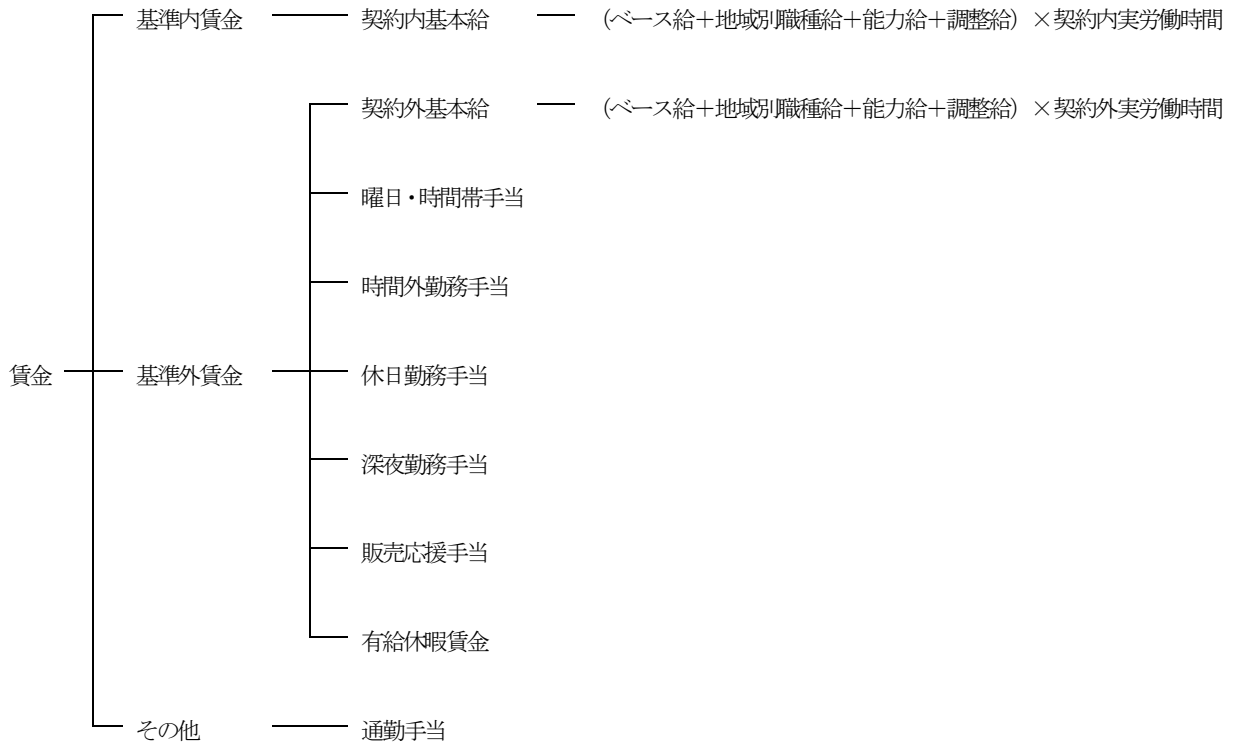 基準内賃金 契約内基本給 (ベース給＋地域別職種給＋能力給＋調整給) ×契約内実労働時間
契約外基本給 (ベース給＋地域別職種給＋能力給＋調整給) ×契約外実労働時間
曜日・時間帯手当
時間外勤務手当
賃金 基準外賃金 休日勤務手当
深夜勤務手当
販売応援手当
有給休暇賃金
その他 通勤手当